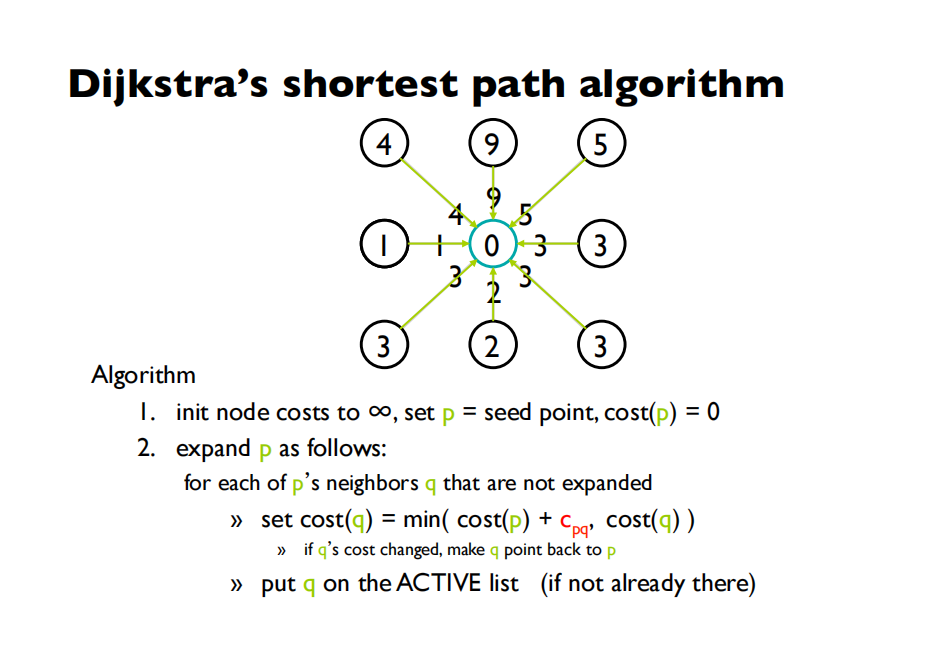 Dijkstra's shortest path algorithm
4 9 5
9
4 5
1 1 0 3 3
3 3
2
3 2 3
Algorithm
1. init node costs to ∞, set p = seed point, cost(p) = 0
2. expand p as follows:
for each of p's neighbors q that are not expanded
» set cost(q) = min( cost(p) + cpq, cost(q) )
» if q's cost changed, make q point back to p
» put q on the ACTIVE list (if not already there)